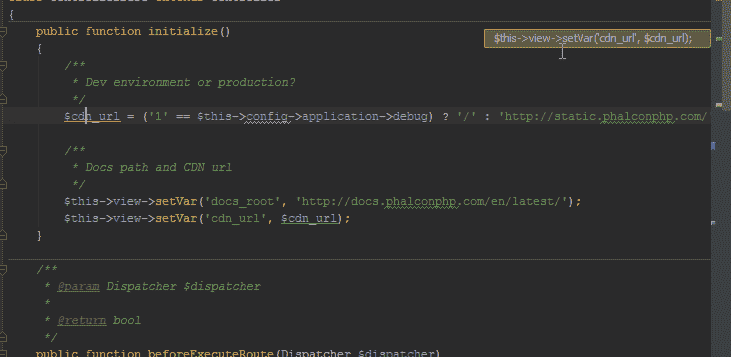 {
public function initialize()
$this->view->setVar('cdn_url', $cdn_url);
{
/**
* Dev environment or production?
*/
$cdn_url = ('1' == $this->config->application->debug) ? '/' : 'http://static.phalconphp.com/
/**
* Docs path and CDN url
*/
$this->view->setVar('docs_root', 'http://docs.phalconphp.com/en/latest/');
$this->view->setVar('cdn_url', $cdn_url);
}
/**
* @param Dispatcher $dispatcher
*
* @return bool
*/
public function beforeExecuteRoute(Dispatcher $dispatcher)